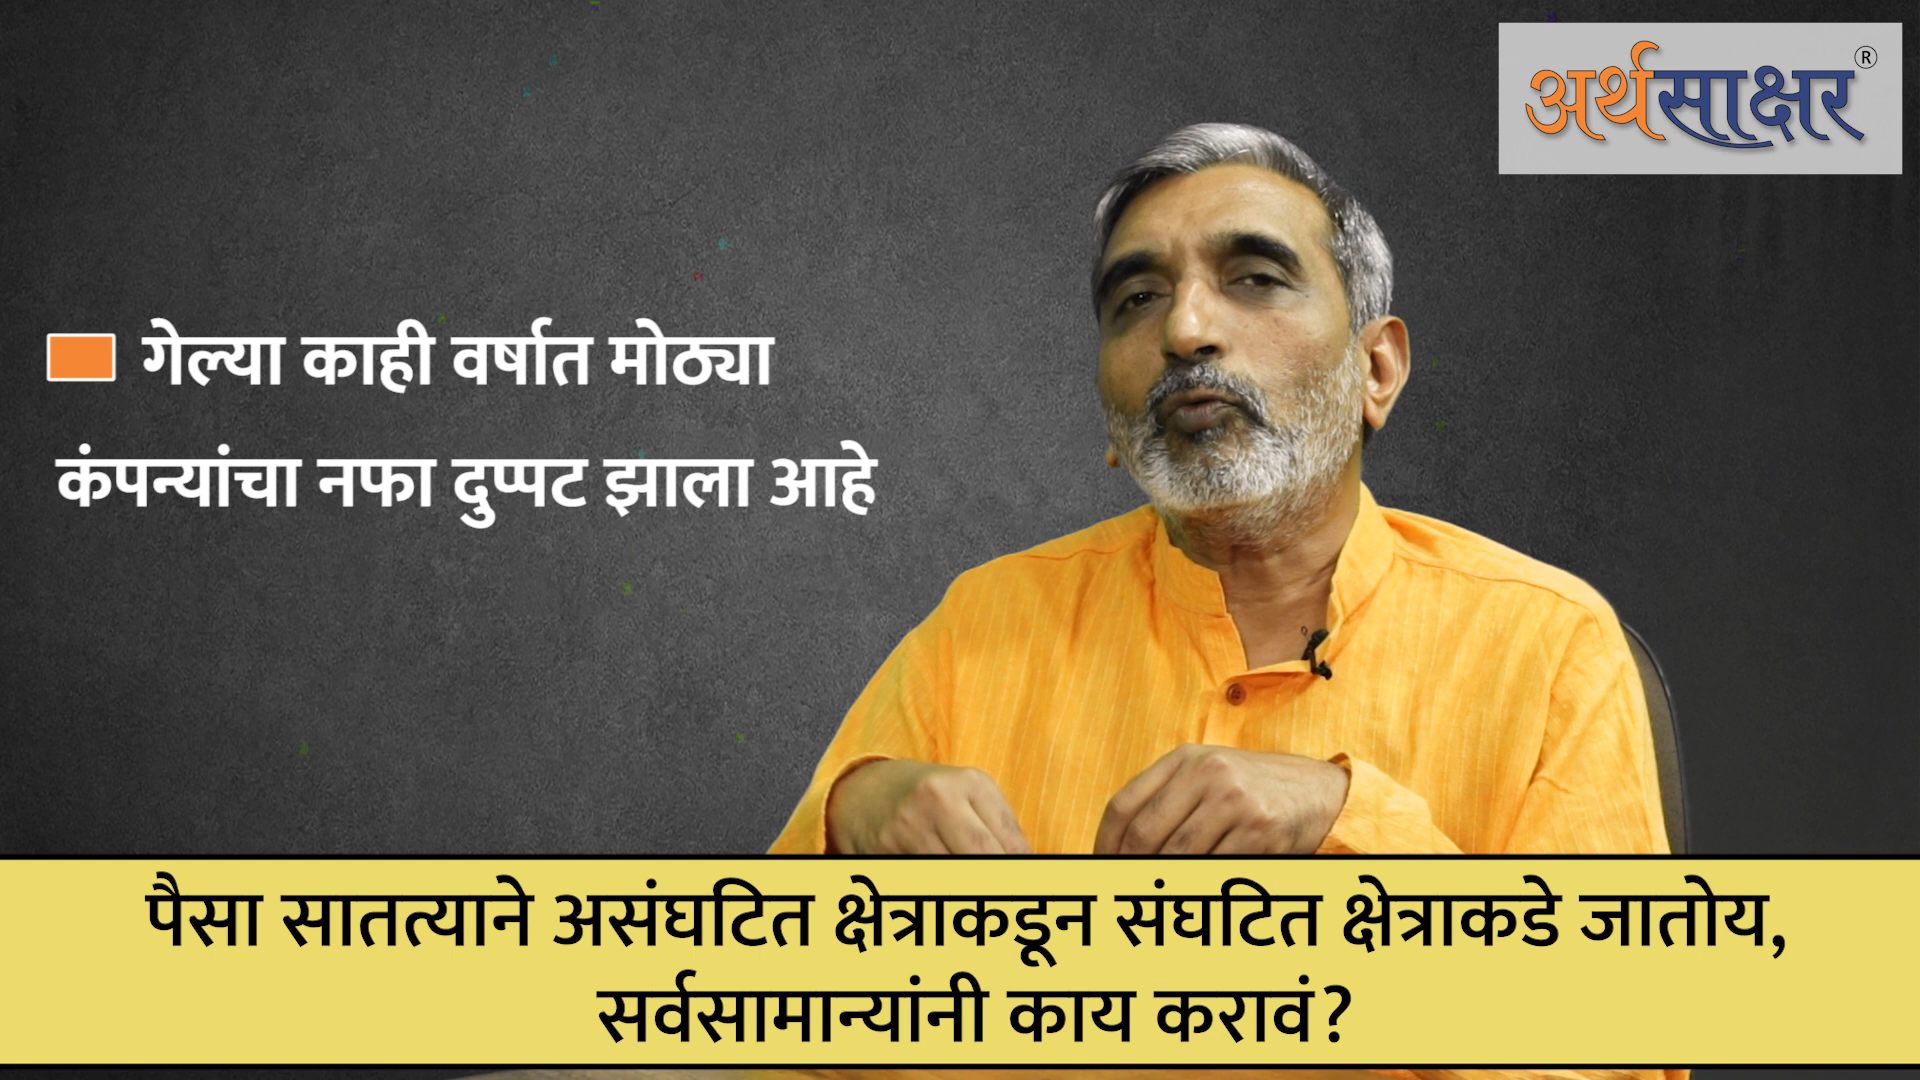 अर्थसाक्षर®
गेल्या काही वर्षात मोठ्या
कंपन्यांचा नफा दुप्पट झाला आहे
पैसा सातत्याने असंघटित क्षेत्राकडून संघटित क्षेत्राकडे जातोय,
सर्वसामान्यांनी काय करावं?